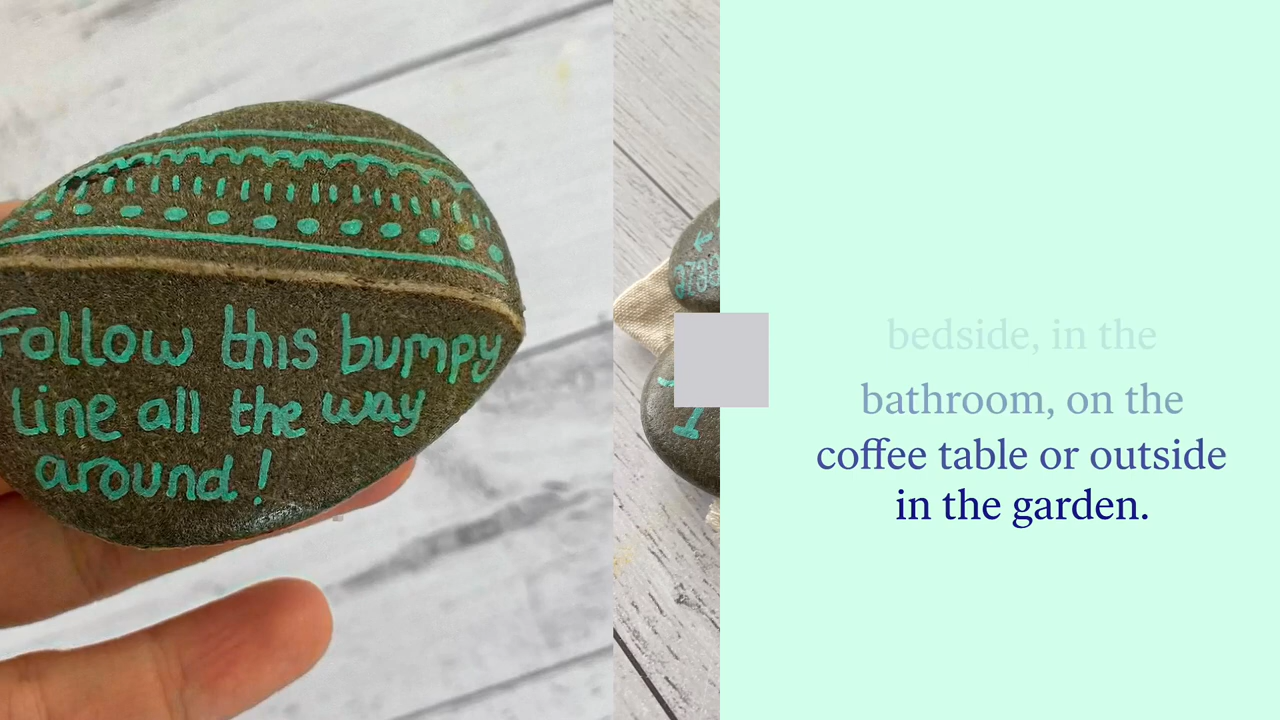 Follow this bumpy
Line all the way
around!
bedside, in the
bathroom, on the
coffee table or outside
in the garden.